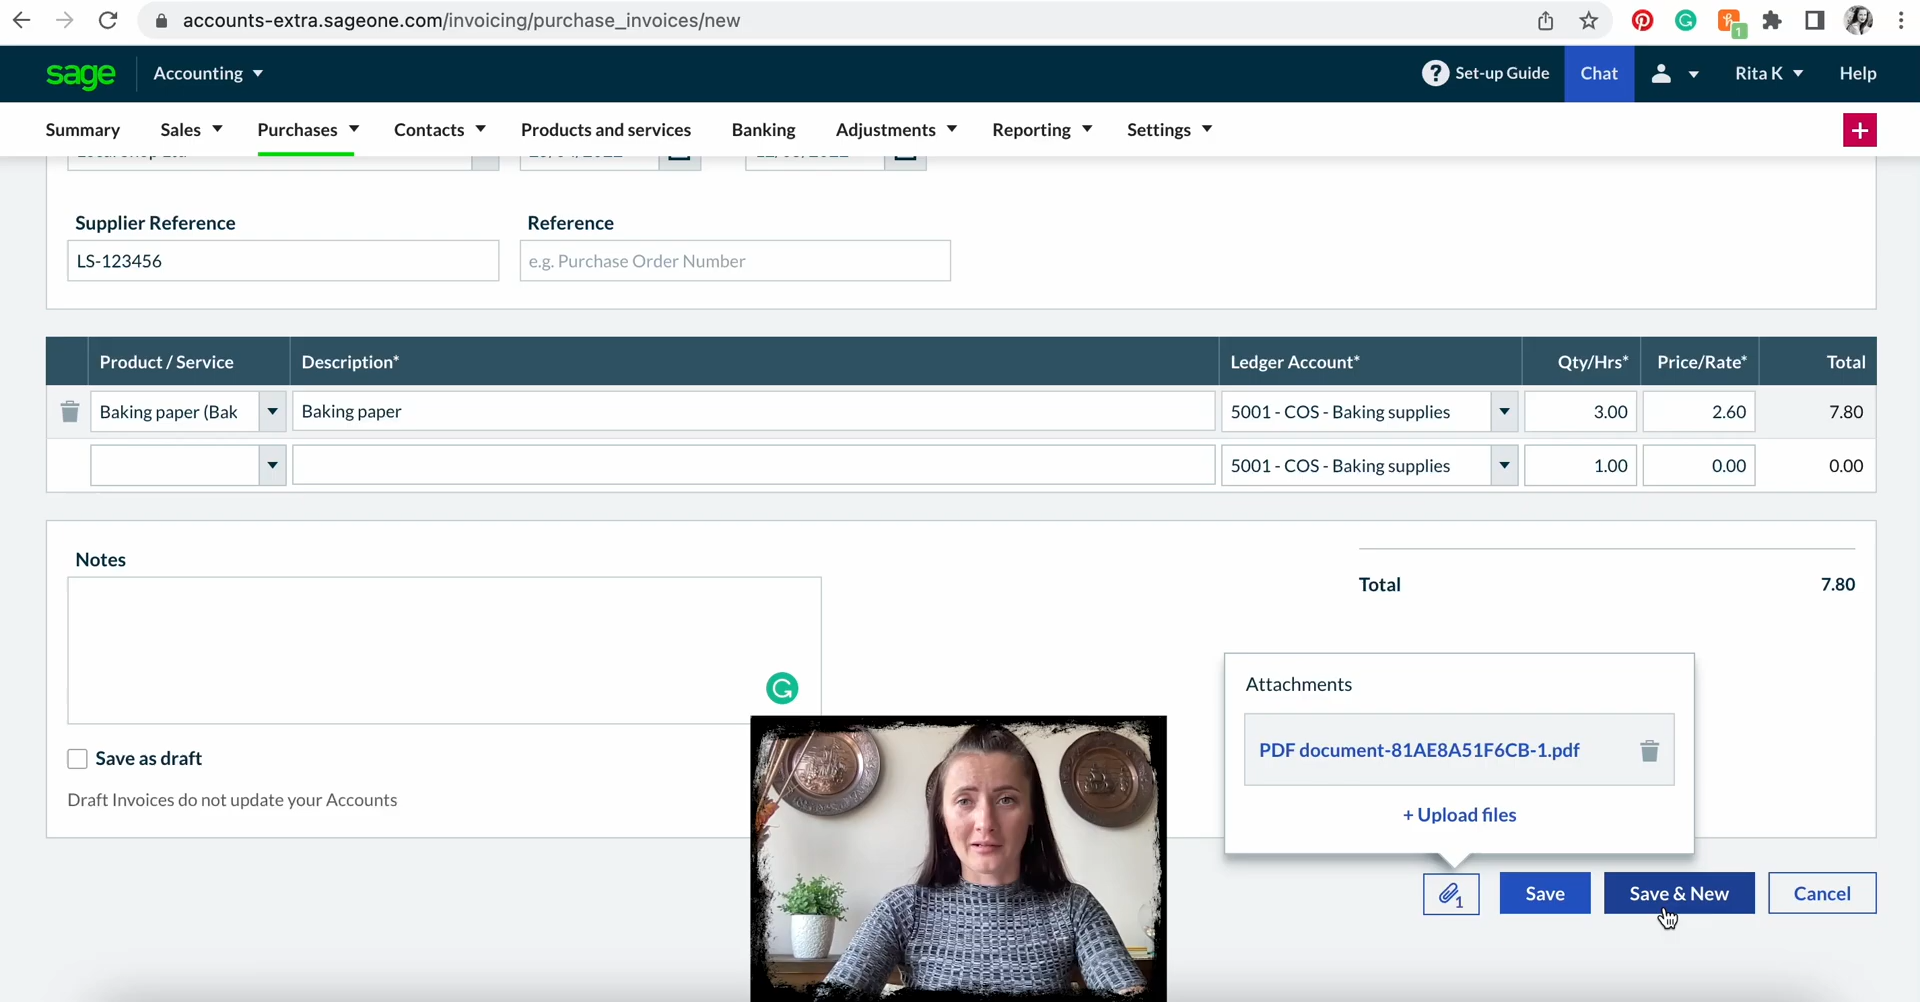 accounts-extra.sageone.com/invoicing/purchase_invoices/new
1
sage Accounting Set-up Guide Chat Rita K Help
Summary Sales Purchases Contacts Products and services Banking Adjustments Reporting Settings
Supplier Reference Reference
LS-123456 e.g. Purchase Order Number
Product / Service Description* Ledger Account* Qty/Hrs* Price/Rate* Total
Baking paper (Bak Baking paper 5001 - COS - Baking supplies 3.00 2.60 7.80
5001 - COS - Baking supplies 1.00 0.00 0.00
Notes
Total 7.80
Attachments
PDF document-81AE8A51F6CB-1.pdf
+ Upload files
Save as draft
Draft Invoices do not update your Accounts
1 Save Save & New Cancel